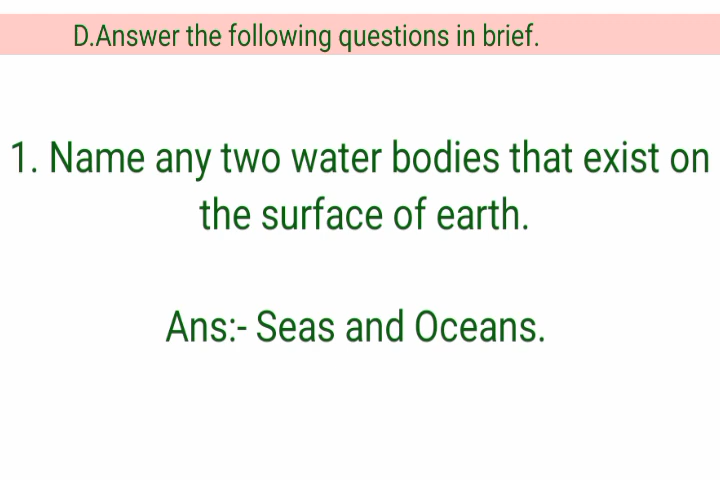 D.Answer the following questions in brief.
1. Name any two water bodies that exist on
the surface of earth.
Ans:- Seas and Oceans.